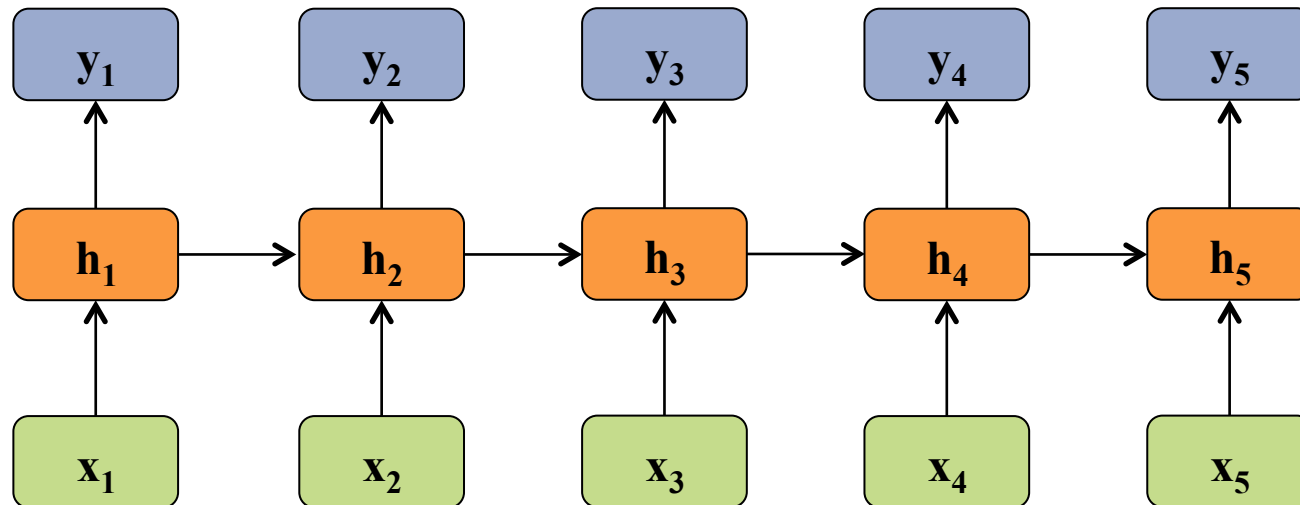 y₁ y₂ y₃ y₄ y₅
h₁ h₂ h₃ h₄ h₅
x₁ x₂ x₃ x₄ x₅